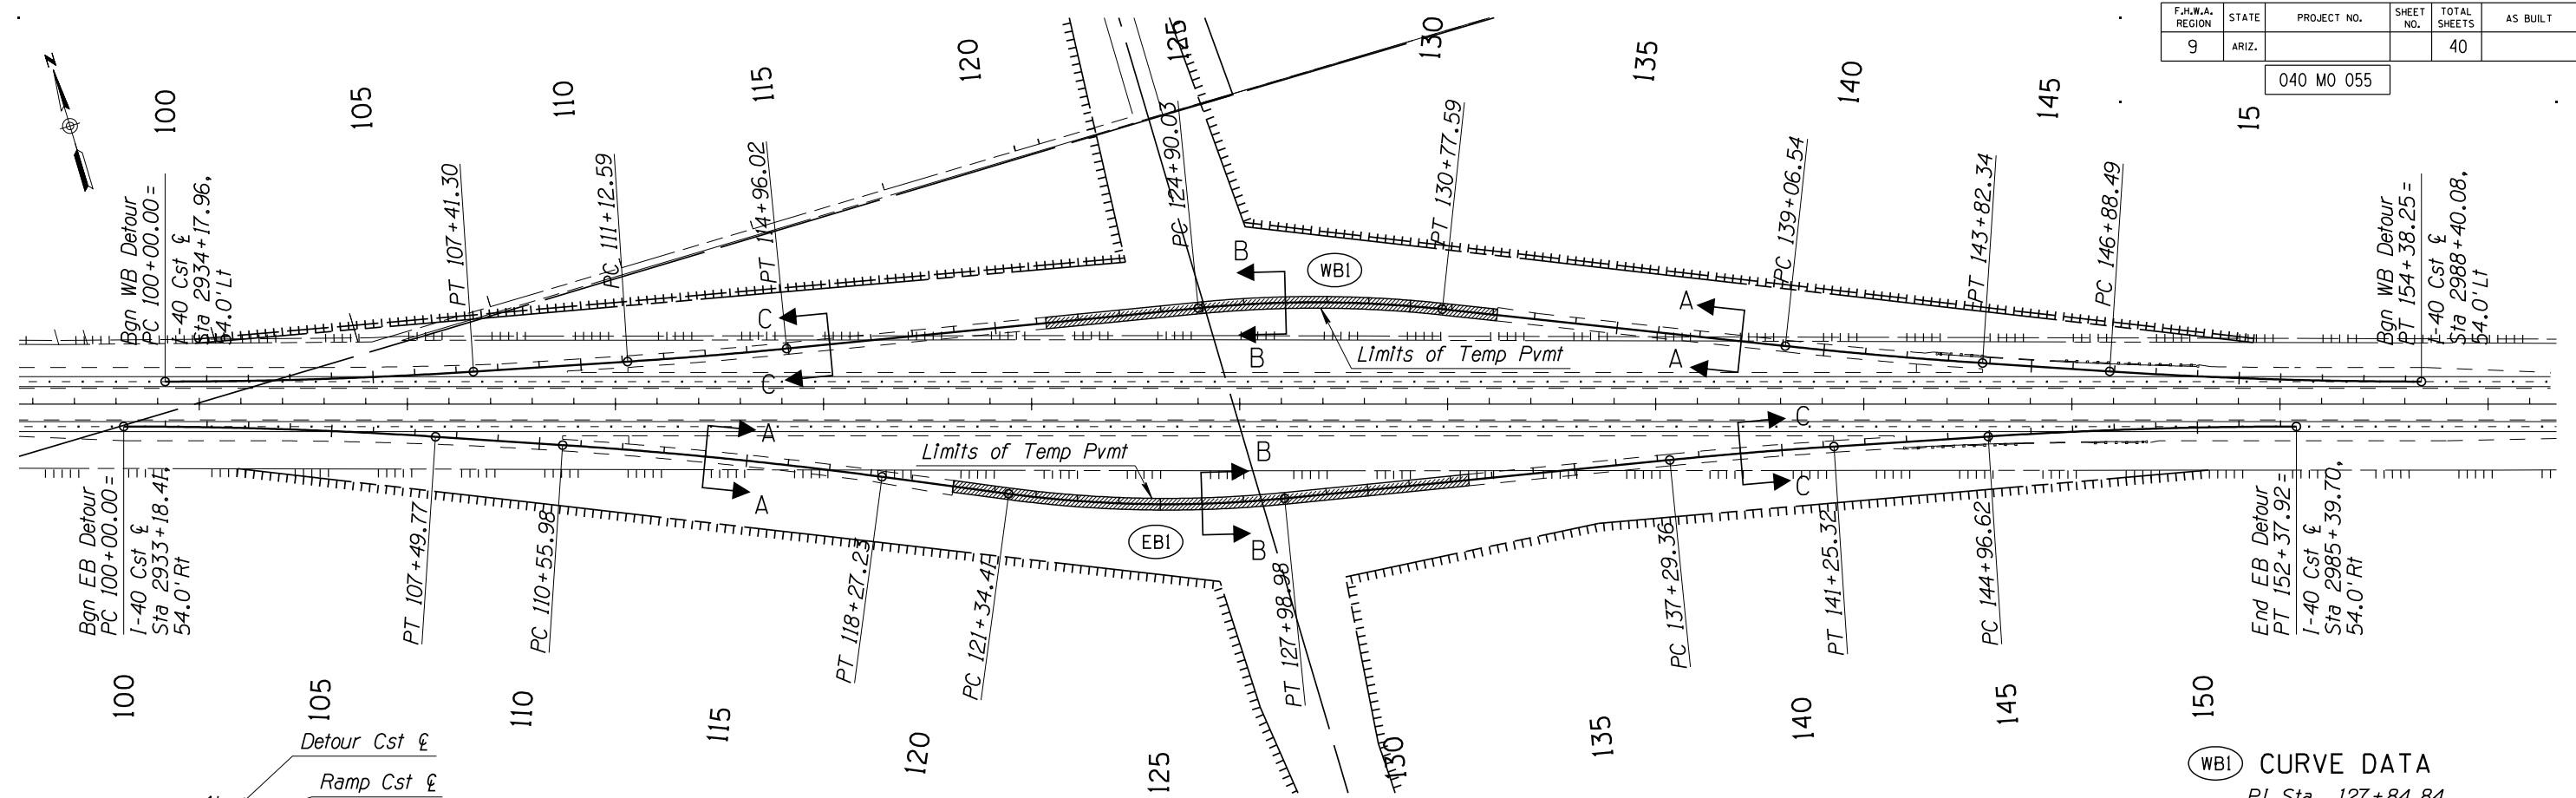 F.H.W.A.
REGION
STATE
PROJECT NO.
SHEET
NO.
TOTAL
SHEETS
AS BUILT
9
ARIZ.
40
040 MO 055
N
100
105
110
115
120
125
130
135
140
145
15
Bgn WB Detour
PC 100+00.00=
I-40 Cst ℄
Sta 2934+17.96,
54.0' Lt
PT 107+41.30
PC 111+12.59
PT 114+96.02
PC 124+90.03
PT 130+77.59
PC 139+06.54
PT 143+82.34
PC 146+88.49
Bgn WB Detour
PT 154+38.25=
I-40 Cst ℄
Sta 2988+40.08,
54.0' Lt
C
C
B
B
WB1
Limits of Temp Pvmt
A
A
A
A
Limits of Temp Pvmt
EB1
B
B
C
C
Bgn EB Detour
PC 100+00.00=
I-40 Cst ℄
Sta 2933+18.41,
54.0' Rt
PT 107+49.77
PC 110+55.98
PT 118+27.23
PC 121+34.41
PT 127+98.98
PC 137+29.36
PT 141+25.32
PC 144+96.62
End EB Detour
PT 152+37.92=
I-40 Cst ℄
Sta 2985+39.70,
54.0' Rt
100
105
110
115
120
125
130
135
140
145
150
Detour Cst ℄
Ramp Cst ℄
WB1 CURVE DATA
PI Sta 127+84.84